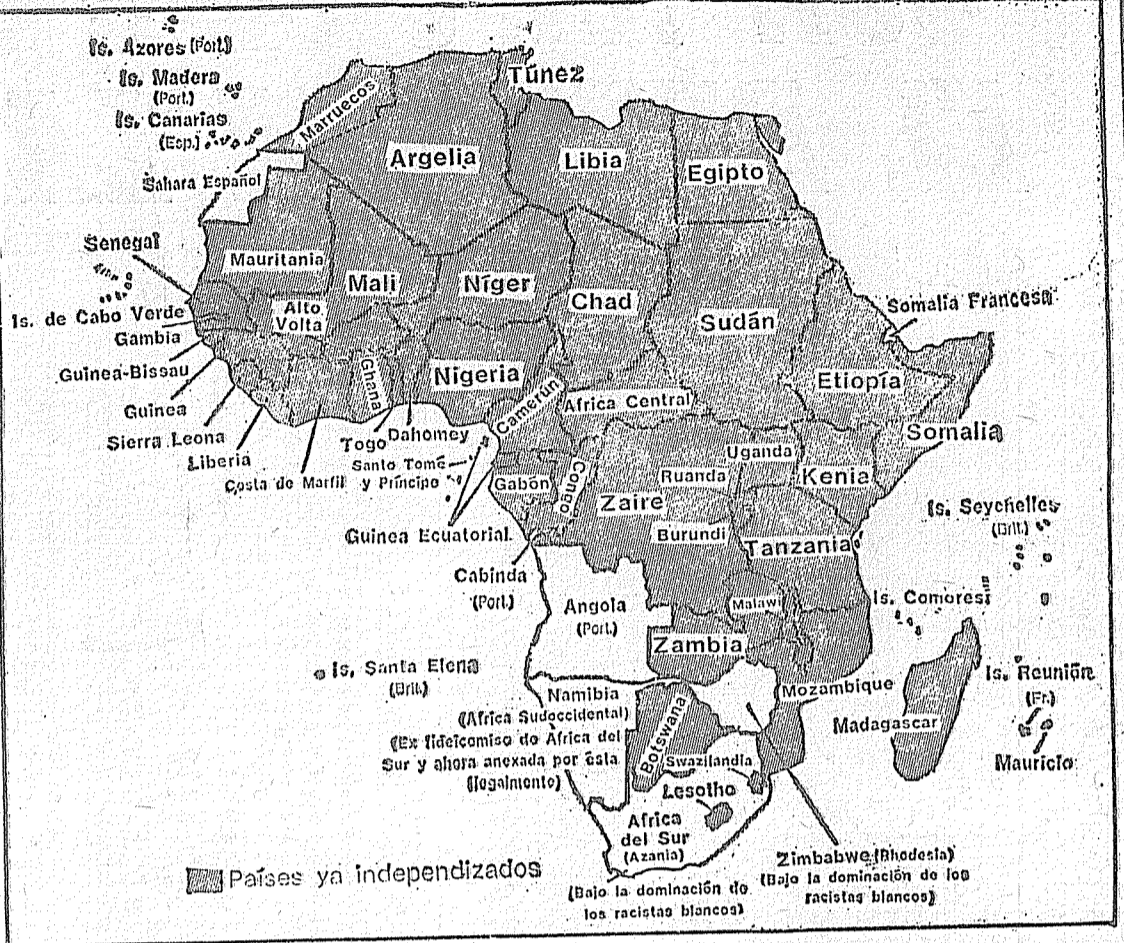 Is. Azores (Port.)
Is. Madera
(Port.)
Is. Canarias
(Esp.)
Túnez
Marruecos
Argelia
Libia
Egipto
Sahara Español
Senegal
Mauritania
Mali
Níger
Chad
Sudán
Somalia Francesa
Is. de Cabo Verde
Alto
Volta
Gambia
Guinea-Bissau
Nigeria
Ghana
Camerún
Africa Central
Etiopía
Guinea
Sierra Leona
Liberia
Togo
Dahomey
Somalia
Costa de Marfil
Santo Tomé
y Príncipe
Gabón
Congo
Zaire
Uganda
Ruanda
Kenia
Burundi
Tanzania
Is. Seychelles
(Brit.)
Guinea Ecuatorial
Cabinda
(Port.)
Angola
(Port.)
Malawi
Is. Comores
Zambia
Is. Santa Elena
(Brit.)
Mozambique
Madagascar
Is. Reunión
(Fr.)
Mauricio
Namibia
(Africa Sudoccidental)
(Ex fideicomiso de Africa del
Sur y ahora anexada por ésta
ilegalmente)
Botswana
Swazilandia
Lesotho
Africa
del Sur
(Azania)
(Bajo la dominación de
los racistas blancos)
Zimbabwe (Rhodesia)
(Bajo la dominación de los
racistas blancos)
Países ya independizados